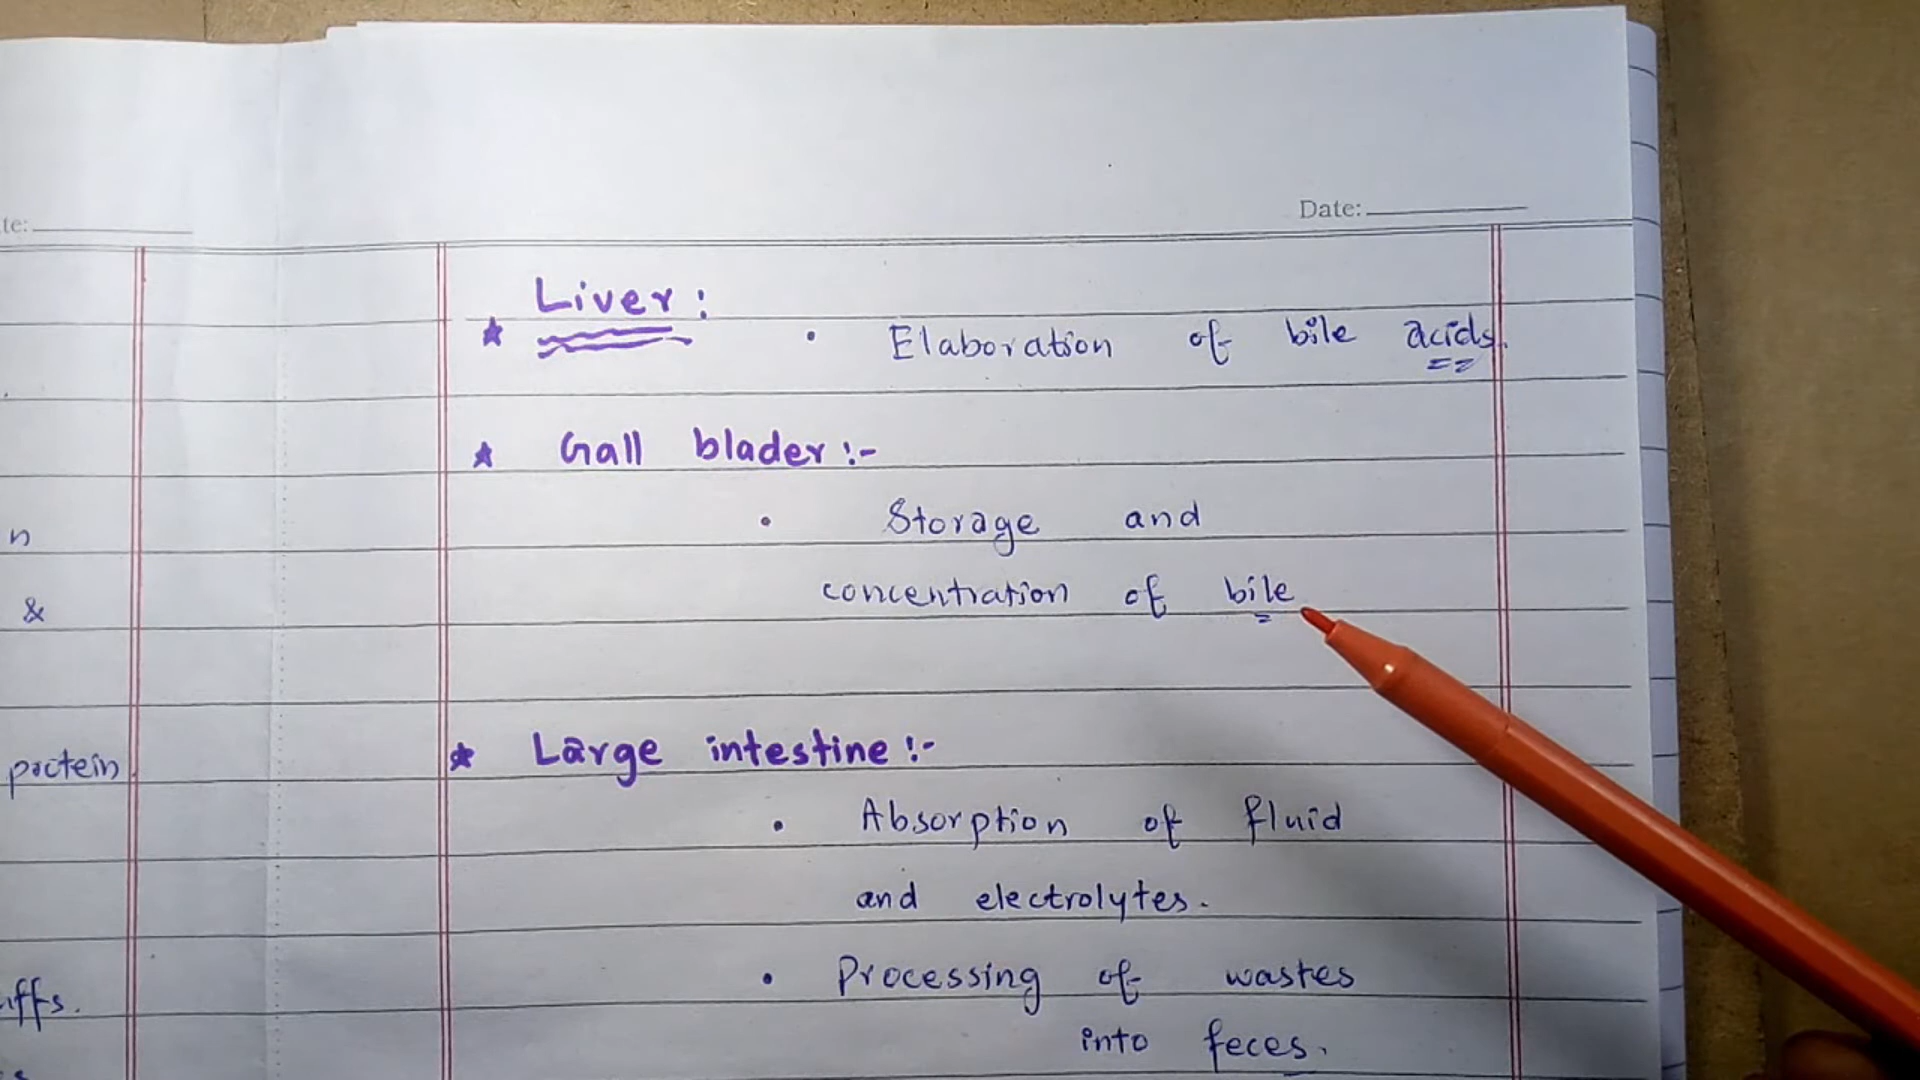 te:
n
&
protein
Date:
★ Liver: • Elaboration of bile acids.
★ Gall blader:-
• Storage and
concentration of bile
★ Large intestine:-
• Absorption of fluid
and electrolytes.
• Processing of wastes
into feces.